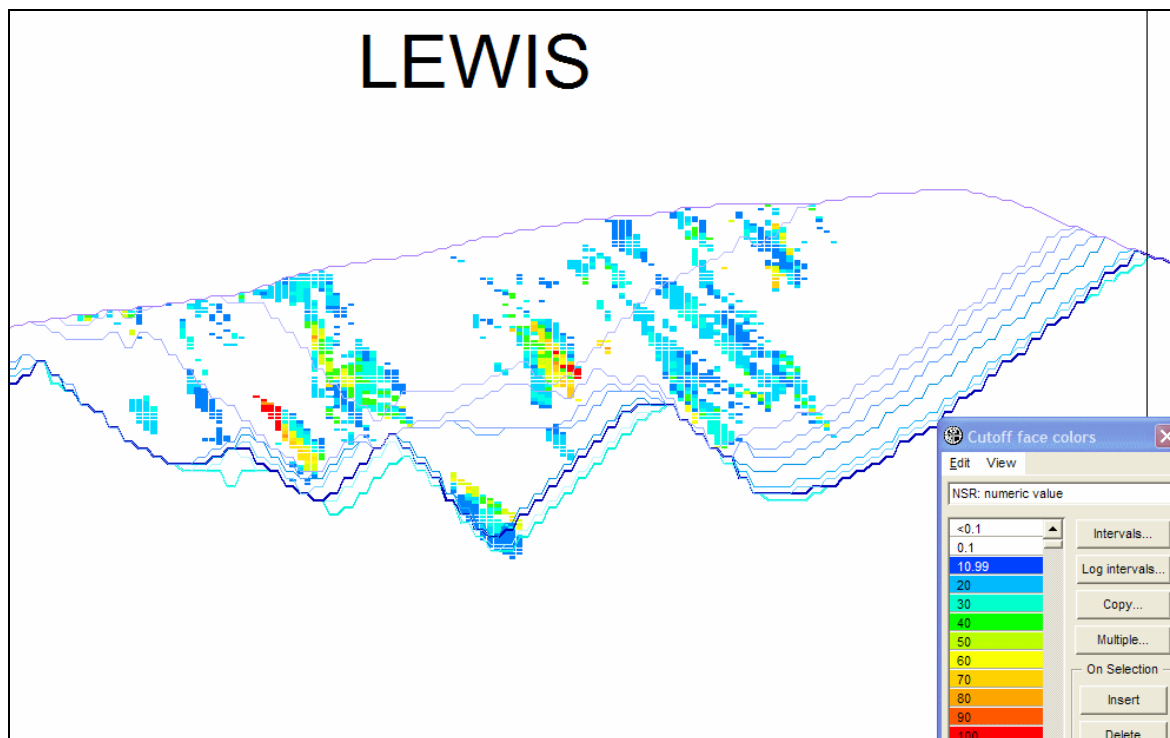 LEWIS
Cutoff face colors
Edit View
NSR: numeric value
<0.1
0.1
10.99
20
30
40
50
60
70
80
90
100
Intervals...
Log intervals...
Copy...
Multiple...
On Selection
Insert
Delete